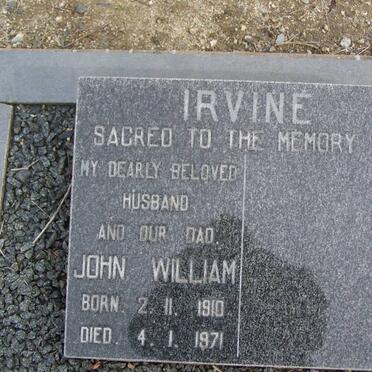 IRVINE
SACRED TO THE MEMORY
MY DEARLY BELOVED
HUSBAND
AND OUR DAD.
JOHN WILLIAM
BORN. 2. 11. 1910
DIED. 4. 1. 1971